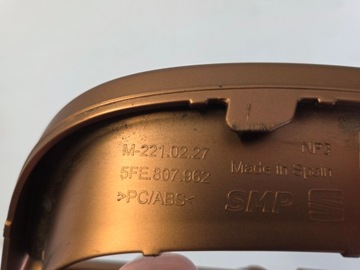 M-221.02.27
5FE.807.962
>PC/ABS<
NF3
Made in Spain
SMP